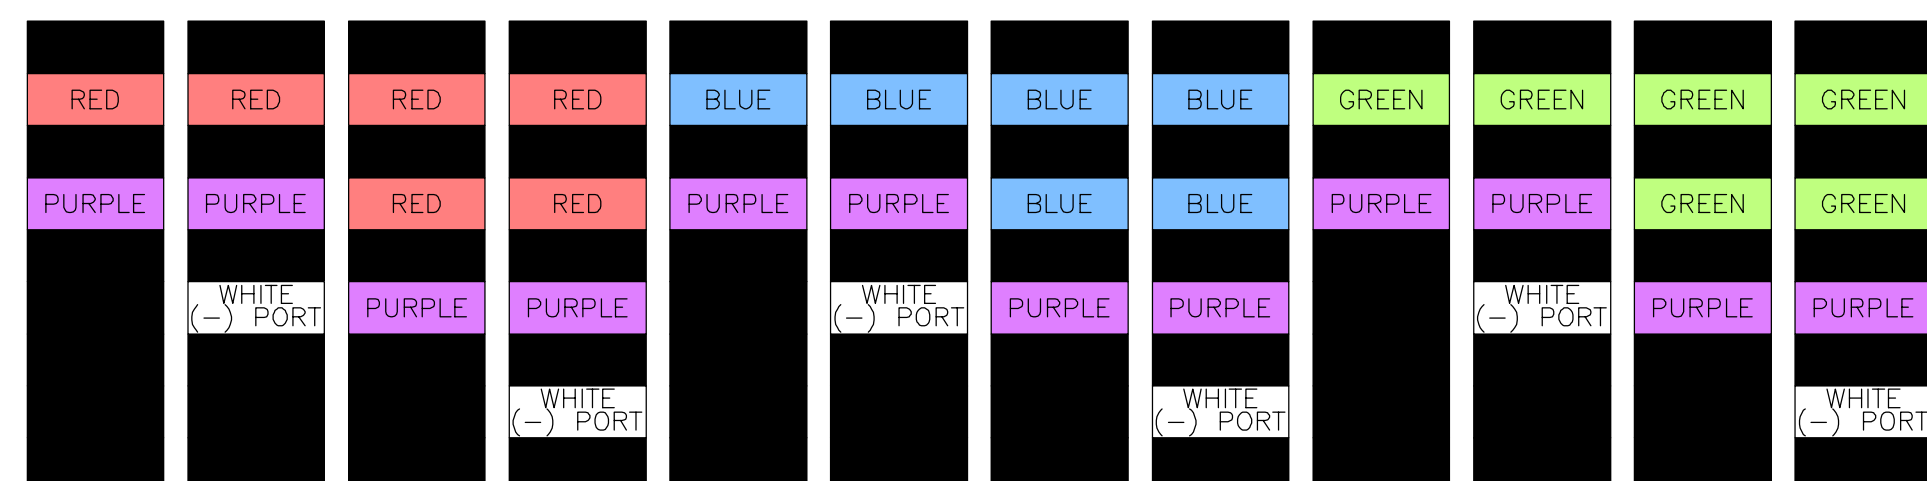 RED RED RED RED BLUE BLUE BLUE BLUE GREEN GREEN GREEN GREEN
PURPLE PURPLE RED RED PURPLE PURPLE BLUE BLUE PURPLE PURPLE GREEN GREEN
WHITE
(-) PORT
PURPLE PURPLE
WHITE
(-) PORT
PURPLE PURPLE
WHITE
(-) PORT
PURPLE PURPLE
WHITE
(-) PORT
WHITE
(-) PORT
WHITE
(-) PORT